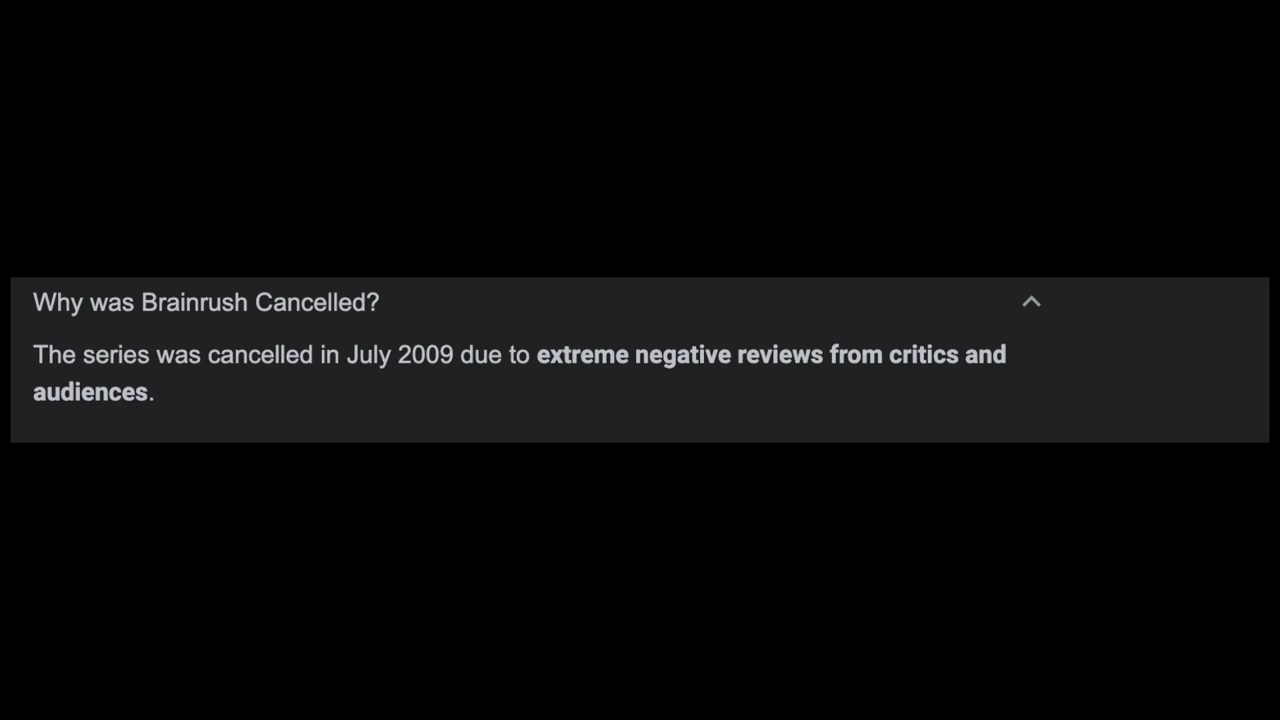 Why was Brainrush Cancelled?
The series was cancelled in July 2009 due to extreme negative reviews from critics and
audiences.